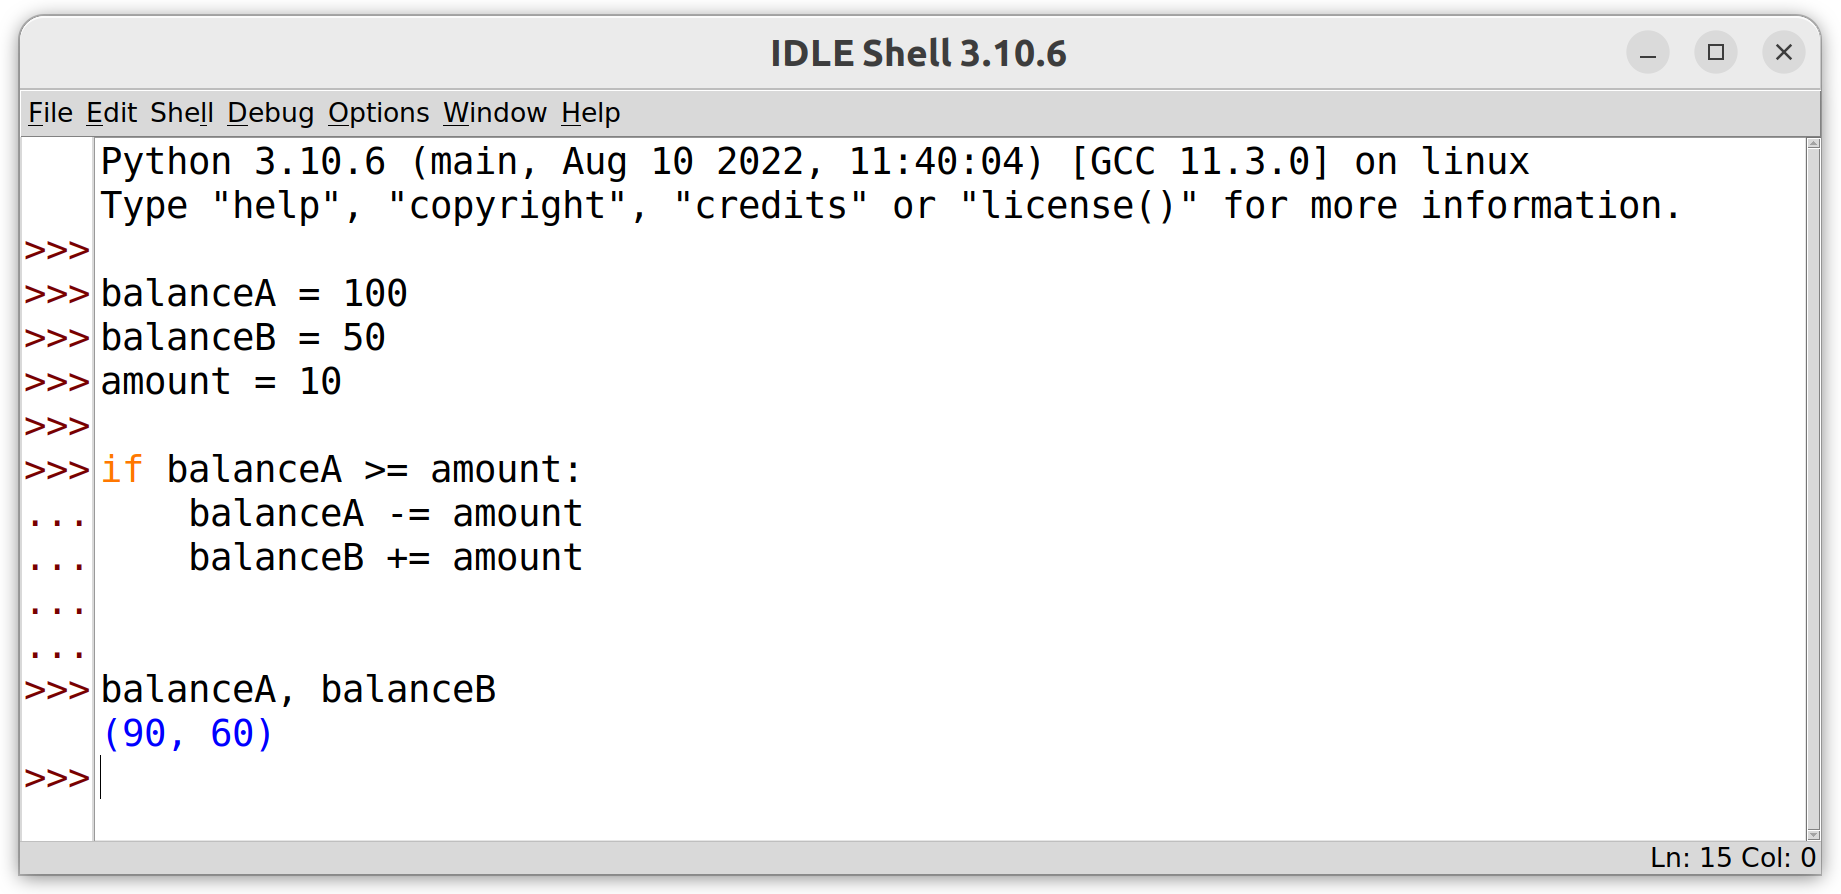 IDLE Shell 3.10.6
File Edit Shell Debug Options Window Help
Python 3.10.6 (main, Aug 10 2022, 11:40:04) [GCC 11.3.0] on linux
Type "help", "copyright", "credits" or "license()" for more information.
>>>
>>> balanceA = 100
>>> balanceB = 50
>>> amount = 10
>>>
>>> if balanceA >= amount:
...     balanceA -= amount
...     balanceB += amount
...
...
>>> balanceA, balanceB
(90, 60)
>>>
Ln: 15 Col: 0